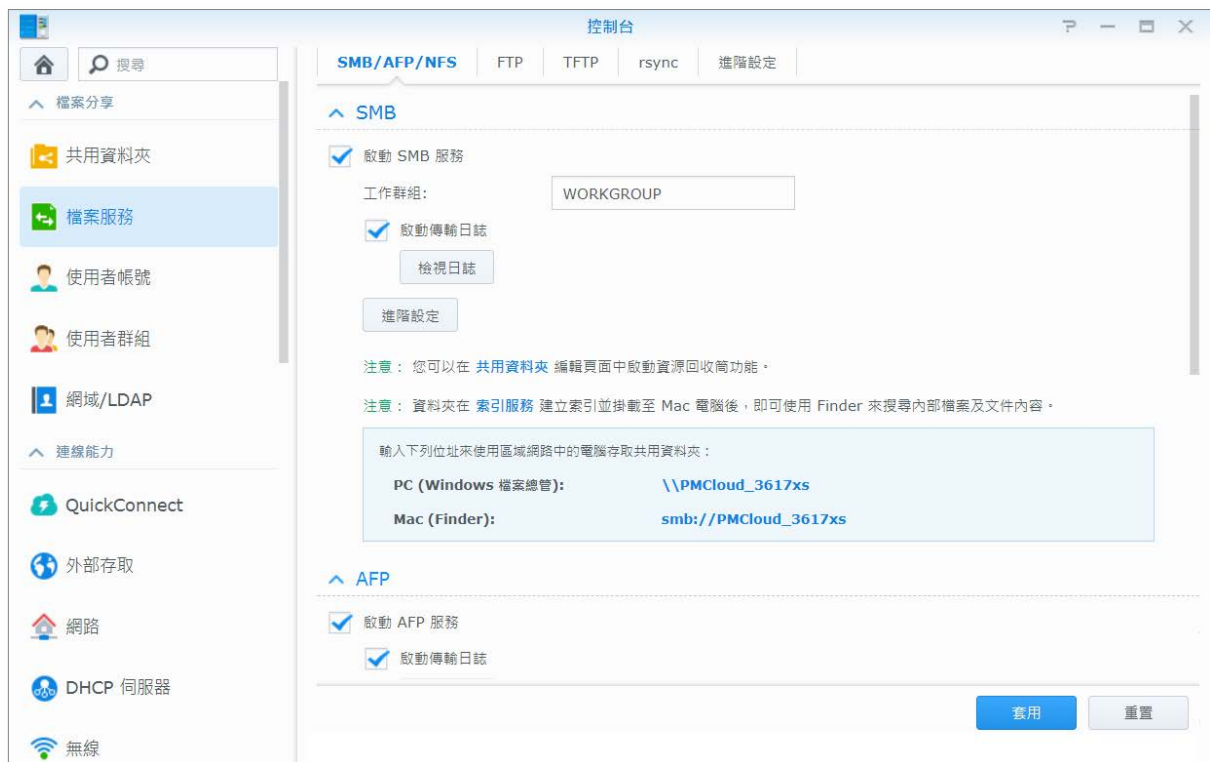 控制台
搜尋
檔案分享
共用資料夾
檔案服務
使用者帳號
使用者群組
網域/LDAP
連線能力
QuickConnect
外部存取
網路
DHCP 伺服器
無線
SMB/AFP/NFS FTP TFTP rsync 進階設定
SMB
啟動 SMB 服務
工作群組: WORKGROUP
啟動傳輸日誌
檢視日誌
進階設定
注意： 您可以在 共用資料夾 編輯頁面中啟動資源回收筒功能。
注意： 資料夾在 索引服務 建立索引並掛載至 Mac 電腦後，即可使用 Finder 來搜尋內部檔案及文件內容。
輸入下列位址來使用區域網路中的電腦存取共用資料夾：
PC (Windows 檔案總管): \\PMCloud_3617xs
Mac (Finder): smb://PMCloud_3617xs
AFP
啟動 AFP 服務
啟動傳輸日誌
套用 重置